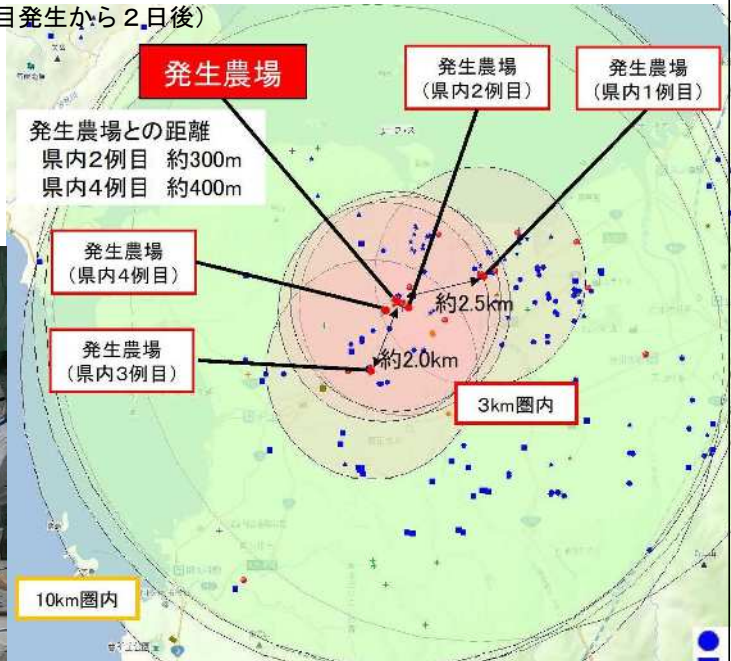 目発生から2日後）
発生農場
発生農場
（県内2例目）
発生農場
（県内1例目）
発生農場との距離
県内2例目 約300m
県内4例目 約400m
発生農場
（県内4例目）
約2.5km
発生農場
（県内3例目）
約2.0km
3km圏内
10km圏内